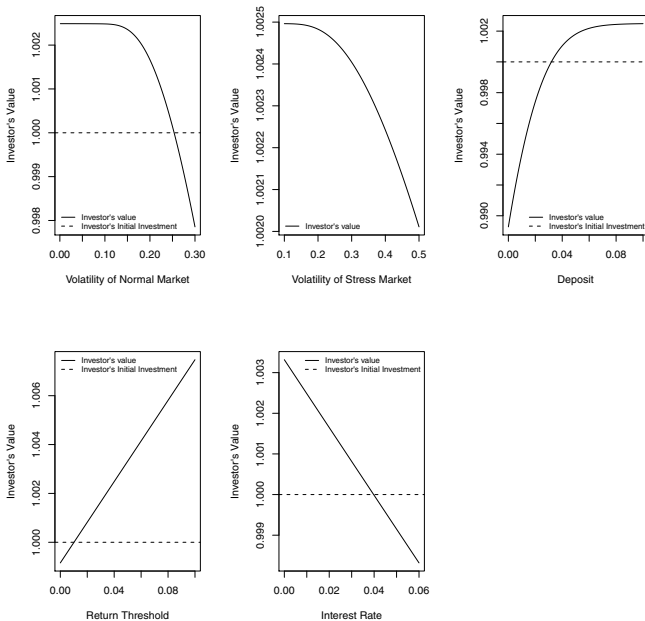 Investor's Value
0.998 0.999 1.000 1.001 1.002
Investor's value
Investor's Initial Investment
0.00 0.10 0.20 0.30
Volatility of Normal Market
Investor's Value
1.0020 1.0021 1.0022 1.0023 1.0024 1.0025
Investor's value
0.1 0.2 0.3 0.4 0.5
Volatility of Stress Market
Investor's Value
0.990 0.994 0.998 1.002
Investor's value
Investor's Initial Investment
0.00 0.04 0.08
Deposit
Investor's Value
1.000 1.002 1.004 1.006
Investor's value
Investor's Initial Investment
0.00 0.04 0.08
Return Threshold
Investor's Value
0.999 1.000 1.001 1.002 1.003
Investor's value
Investor's Initial Investment
0.00 0.02 0.04 0.06
Interest Rate